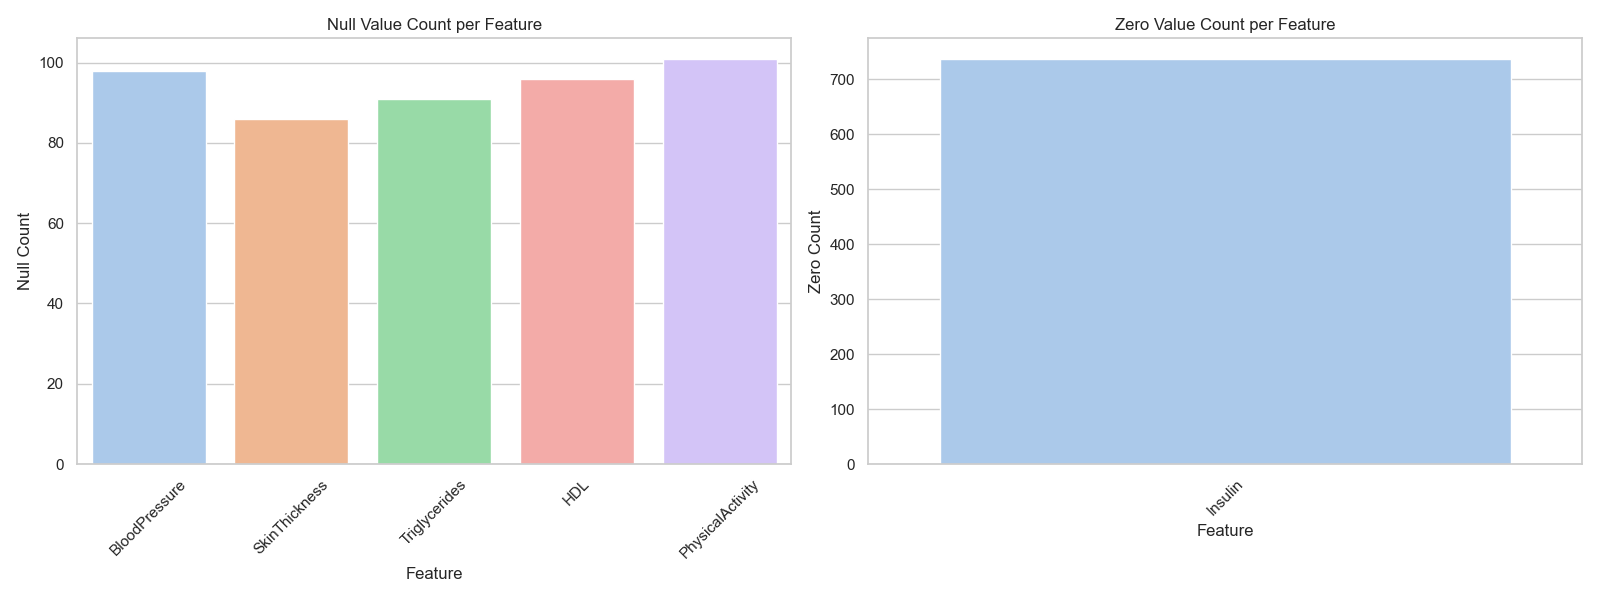 Null Value Count per Feature
Null Count
100
80
60
40
20
0
BloodPressure
SkinThickness
Triglycerides
HDL
PhysicalActivity
Feature
Zero Value Count per Feature
Zero Count
700
600
500
400
300
200
100
0
Insulin
Feature